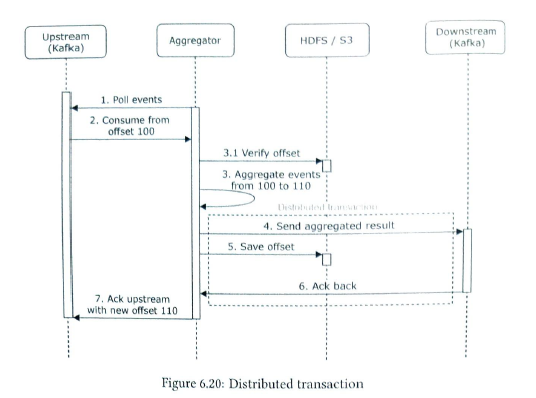 Upstream
(Kafka)
Aggregator
HDFS / S3
Downstream
(Kafka)
1. Poll events
2. Consume from
offset 100
3.1 Verify offset
3. Aggregate events
from 100 to 110
Distributed transaction
4. Send aggregated result
5. Save offset
6. Ack back
7. Ack upstream
with new offset 110
Figure 6.20: Distributed transaction